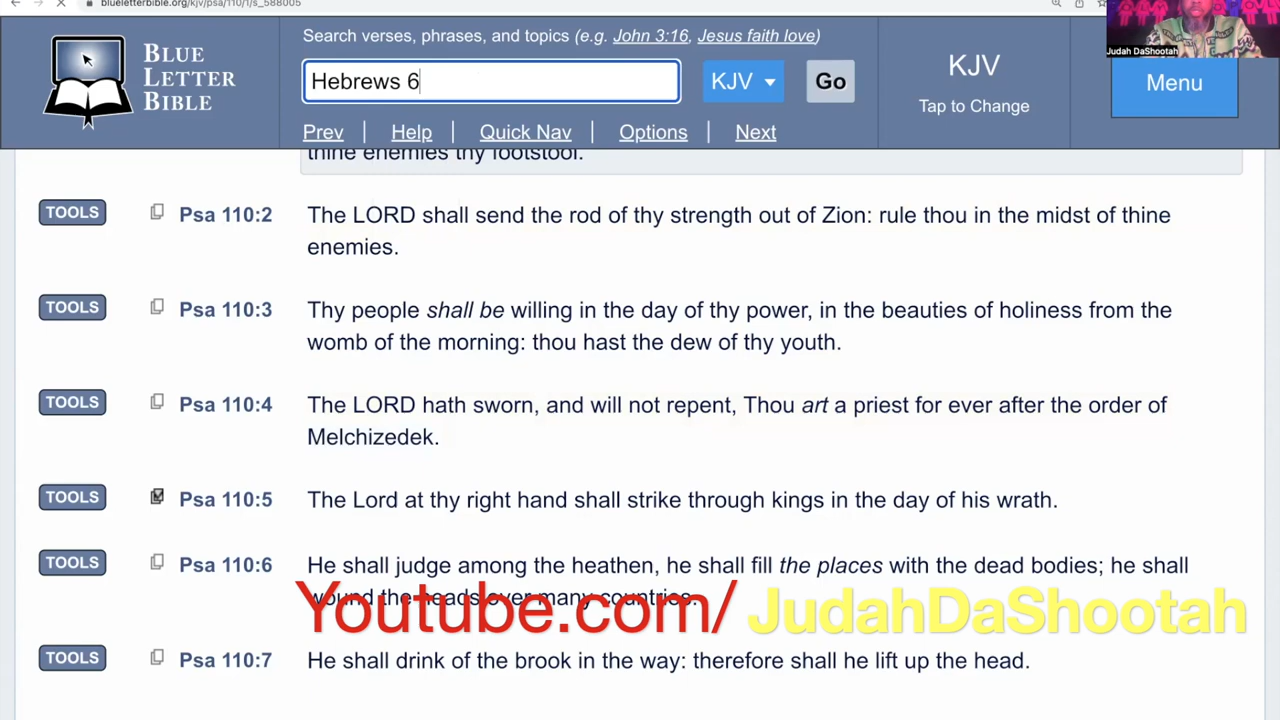 blueletterbible.org/kjv/psa/110/1/s_588005
Judah DaShootah
BLUE
LETTER
BIBLE
Search verses, phrases, and topics (e.g. John 3:16, Jesus faith love)
Hebrews 6
KJV
Go
Prev | Help | Quick Nav | Options | Next
KJV
Tap to Change
Menu
thine enemies thy footstool.
TOOLS Psa 110:2 The LORD shall send the rod of thy strength out of Zion: rule thou in the midst of thine
enemies.
TOOLS Psa 110:3 Thy people shall be willing in the day of thy power, in the beauties of holiness from the
womb of the morning: thou hast the dew of thy youth.
TOOLS Psa 110:4 The LORD hath sworn, and will not repent, Thou art a priest for ever after the order of
Melchizedek.
TOOLS Psa 110:5 The Lord at thy right hand shall strike through kings in the day of his wrath.
TOOLS Psa 110:6 He shall judge among the heathen, he shall fill the places with the dead bodies; he shall
wound the heads over many countries.
Youtube.com/ JudahDaShootah
TOOLS Psa 110:7 He shall drink of the brook in the way: therefore shall he lift up the head.